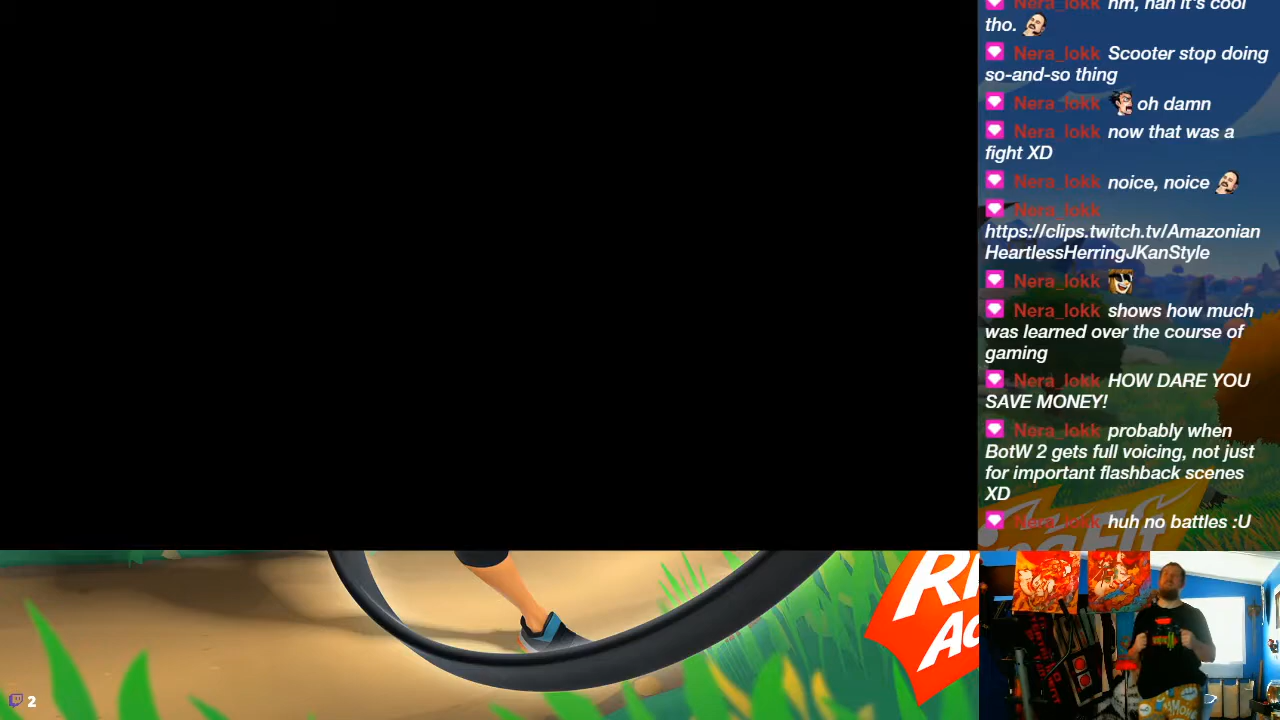 Nera_lokk hm, nah it's cool
tho.
Nera_lokk Scooter stop doing
so-and-so thing
Nera_lokk oh damn
Nera_lokk now that was a
fight XD
Nera_lokk noice, noice
Nera_lokk
https://clips.twitch.tv/Amazonian
HeartlessHerringJKanStyle
Nera_lokk
Nera_lokk shows how much
was learned over the course of
gaming
Nera_lokk HOW DARE YOU
SAVE MONEY!
Nera_lokk probably when
BotW 2 gets full voicing, not just
for important flashback scenes
XD
Nera_lokk huh no battles :U
2